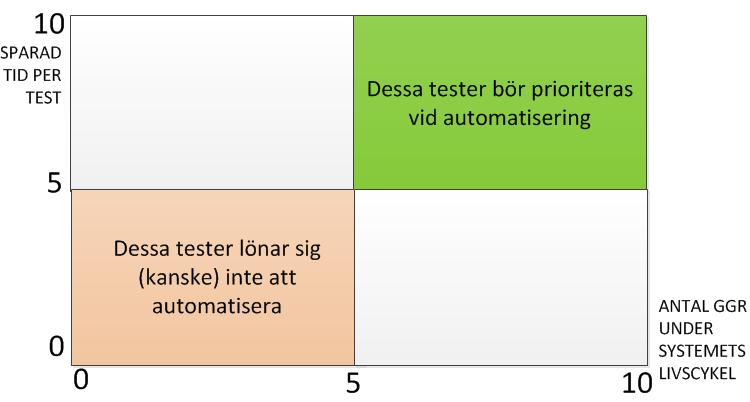 10
SPARAD
TID PER
TEST
Dessa tester bör prioriteras
vid automatisering
5
Dessa tester lönar sig
(kanske) inte att
automatisera
0
ANTAL GGR
UNDER
SYSTEMETS
LIVSCYKEL
0
5
10